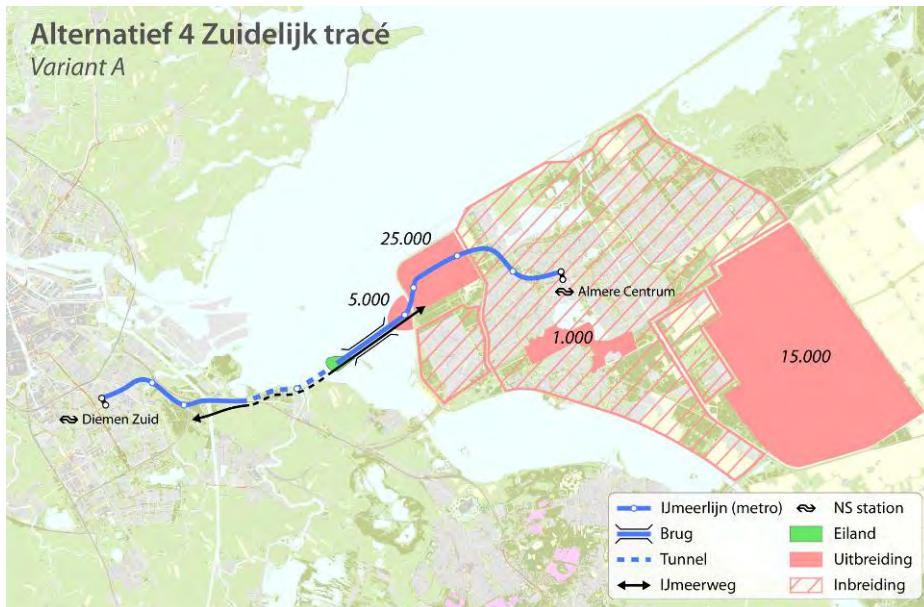 Alternatief 4 Zuidelijk tracé
Variant A
25.000
5.000
Almere Centrum
1.000
15.000
Diemen Zuid
IJmeerlijn (metro)
NS station
Brug
Eiland
Tunnel
Uitbreiding
IJmeerweg
Inbreiding